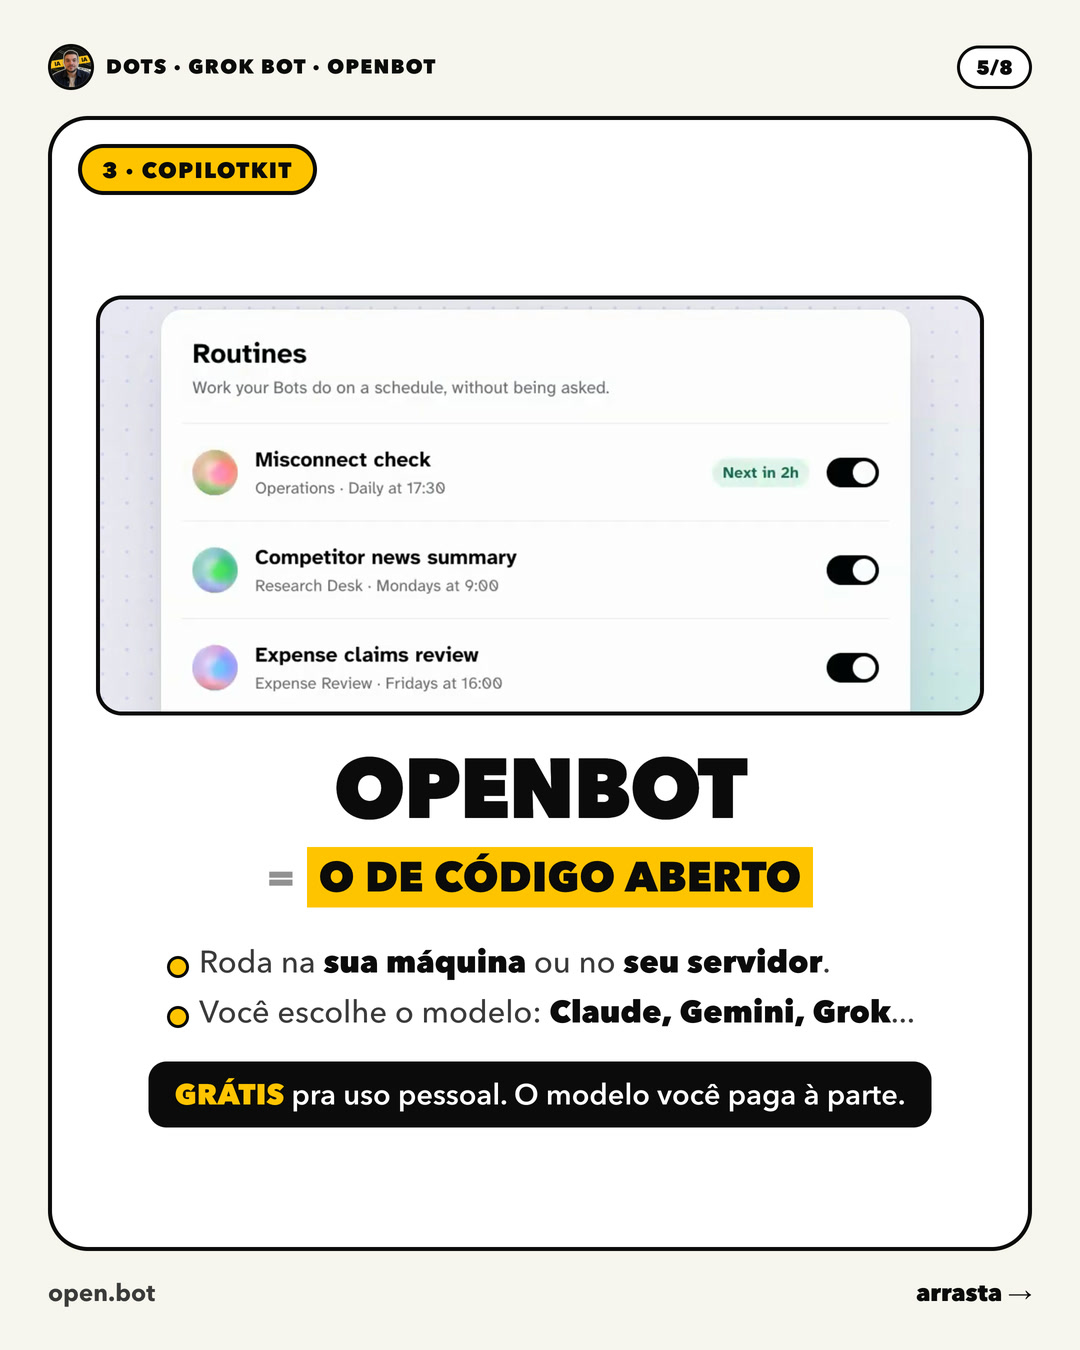 DOTS · GROK BOT · OPENBOT
5/8
3 · COPILOTKIT
Routines
Work your Bots do on a schedule, without being asked.
Misconnect check
Operations · Daily at 17:30
Next in 2h
Competitor news summary
Research Desk · Mondays at 9:00
Expense claims review
Expense Review · Fridays at 16:00
OPENBOT
= O DE CÓDIGO ABERTO
Roda na sua máquina ou no seu servidor.
Você escolhe o modelo: Claude, Gemini, Grok...
GRÁTIS pra uso pessoal. O modelo você paga à parte.
open.bot
arrasta →